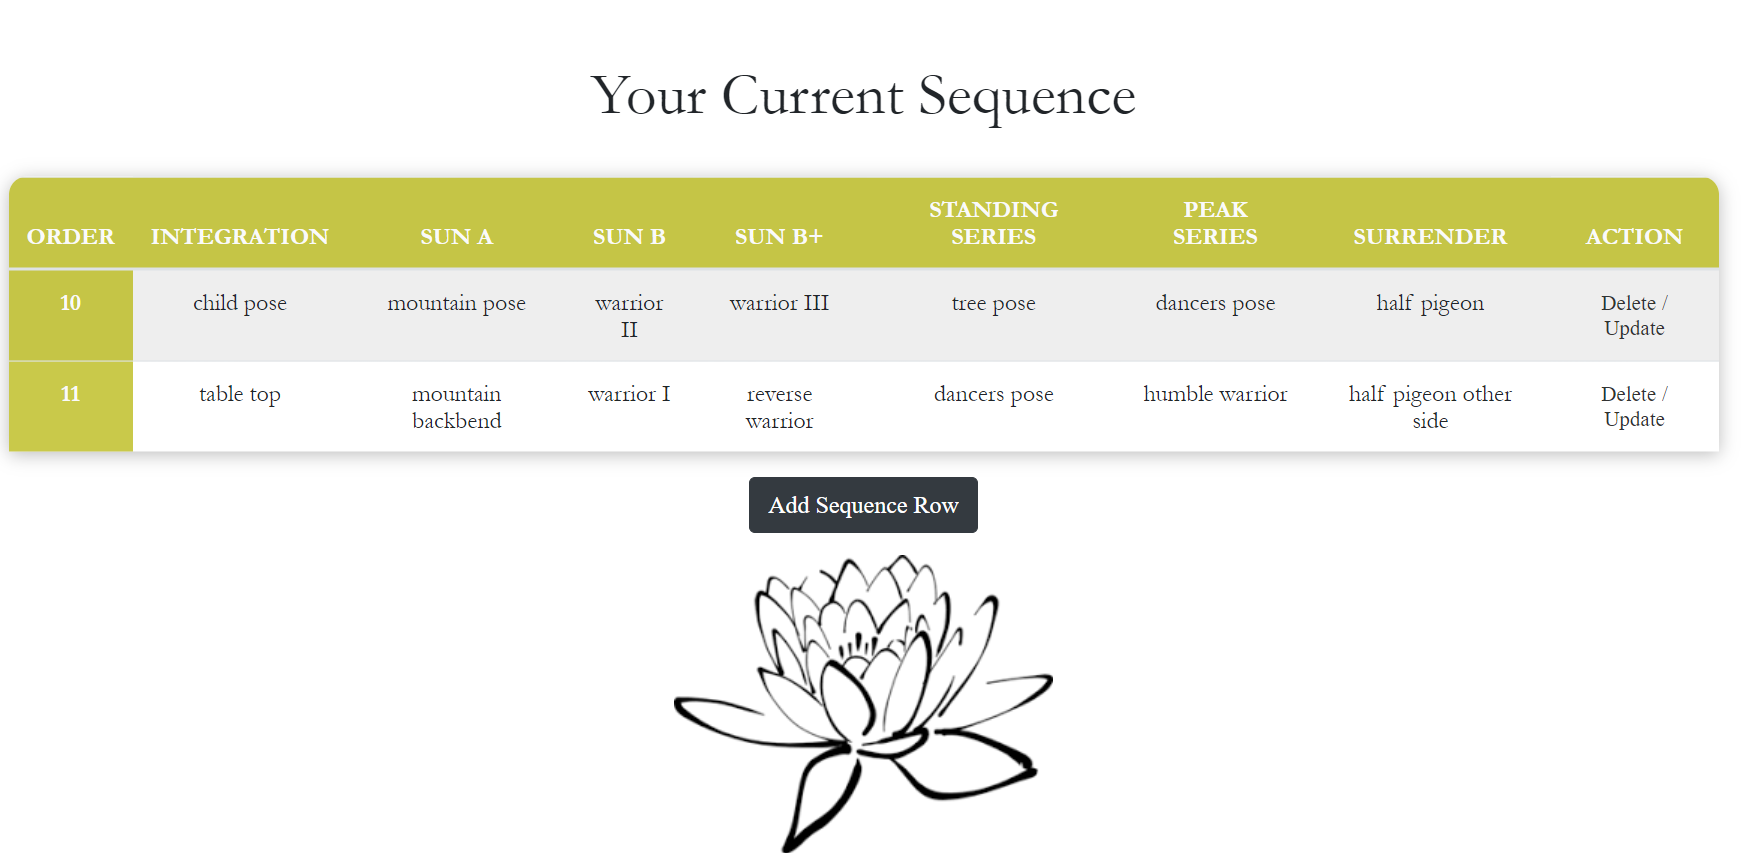 Your Current Sequence
ORDER INTEGRATION SUN A SUN B SUN B+ STANDING SERIES PEAK SERIES SURRENDER ACTION
10 child pose mountain pose warrior II warrior III tree pose dancers pose half pigeon Delete / Update
11 table top mountain backbend warrior I reverse warrior dancers pose humble warrior half pigeon other side Delete / Update
Add Sequence Row